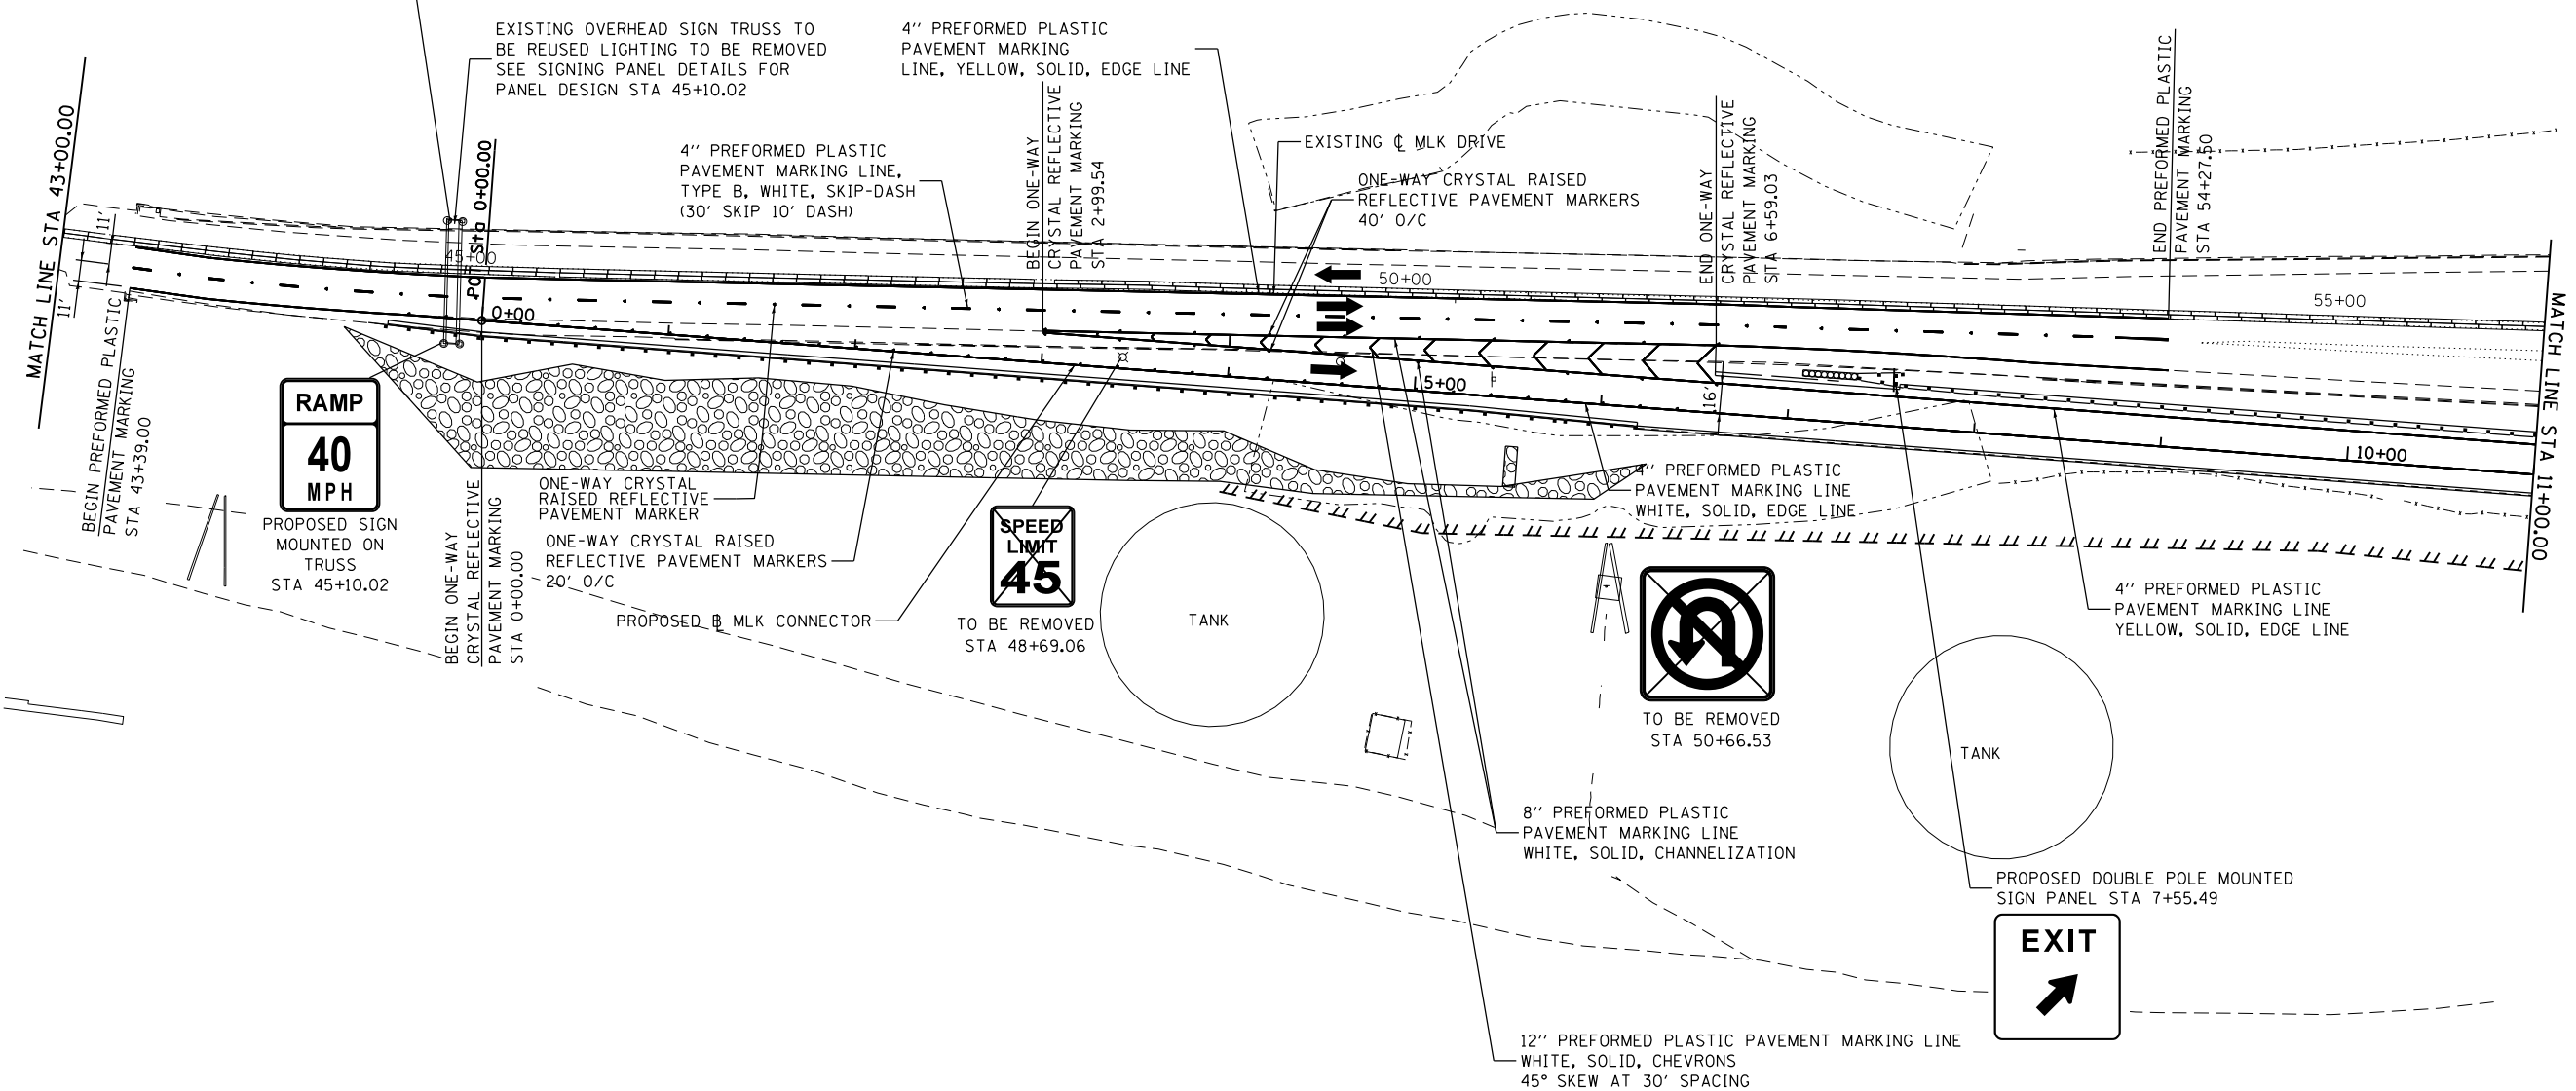 EXISTING OVERHEAD SIGN TRUSS TO
BE REUSED LIGHTING TO BE REMOVED
SEE SIGNING PANEL DETAILS FOR
PANEL DESIGN STA 45+10.02
4'' PREFORMED PLASTIC
PAVEMENT MARKING
LINE, YELLOW, SOLID, EDGE LINE
MATCH LINE STA 43+00.00
11'
11'
POT Sta 0+00.00
45+00
0+00
4'' PREFORMED PLASTIC
PAVEMENT MARKING LINE,
TYPE B, WHITE, SKIP-DASH
(30' SKIP 10' DASH)
BEGIN ONE-WAY
CRYSTAL REFLECTIVE
PAVEMENT MARKING
STA 2+99.54
EXISTING ℄ MLK DRIVE
ONE-WAY CRYSTAL RAISED
REFLECTIVE PAVEMENT MARKERS
40' O/C
END ONE-WAY
CRYSTAL REFLECTIVE
PAVEMENT MARKING
STA 6+59.03
END PREFORMED PLASTIC
PAVEMENT MARKING
STA 54+27.50
50+00
55+00
5+00
16'
10+00
MATCH LINE STA 11+00.00
BEGIN PREFORMED PLASTIC
PAVEMENT MARKING
STA 43+39.00
RAMP
40
MPH
PROPOSED SIGN
MOUNTED ON
TRUSS
STA 45+10.02
BEGIN ONE-WAY
CRYSTAL REFLECTIVE
PAVEMENT MARKING
STA 0+00.00
ONE-WAY CRYSTAL
RAISED REFLECTIVE
PAVEMENT MARKER
ONE-WAY CRYSTAL RAISED
REFLECTIVE PAVEMENT MARKERS
20' O/C
PROPOSED B MLK CONNECTOR
SPEED
LIMIT
45
TO BE REMOVED
STA 48+69.06
TANK
4'' PREFORMED PLASTIC
PAVEMENT MARKING LINE
WHITE, SOLID, EDGE LINE
TO BE REMOVED
STA 50+66.53
4'' PREFORMED PLASTIC
PAVEMENT MARKING LINE
YELLOW, SOLID, EDGE LINE
TANK
8'' PREFORMED PLASTIC
PAVEMENT MARKING LINE
WHITE, SOLID, CHANNELIZATION
PROPOSED DOUBLE POLE MOUNTED
SIGN PANEL STA 7+55.49
EXIT
12'' PREFORMED PLASTIC PAVEMENT MARKING LINE
WHITE, SOLID, CHEVRONS
45° SKEW AT 30' SPACING